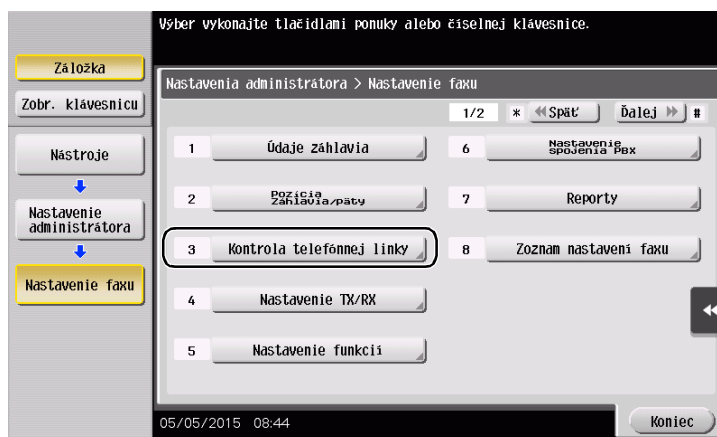 Výber vykonajte tlačidlami ponuky alebo číselnej klávesnice.
Záložka
Zobr. klávesnicu
Nástroje
Nastavenie
administrátora
Nastavenie faxu
Nastavenia administrátora > Nastavenie faxu
1/2 * Späť Ďalej #
1 Údaje záhlavia
2 Pozícia
Záhlavia/päty
3 Kontrola telefónnej linky
4 Nastavenie TX/RX
5 Nastavenie funkcií
6 Nastavenie
spojenia PBX
7 Reporty
8 Zoznam nastavení faxu
05/05/2015 08:44
Koniec